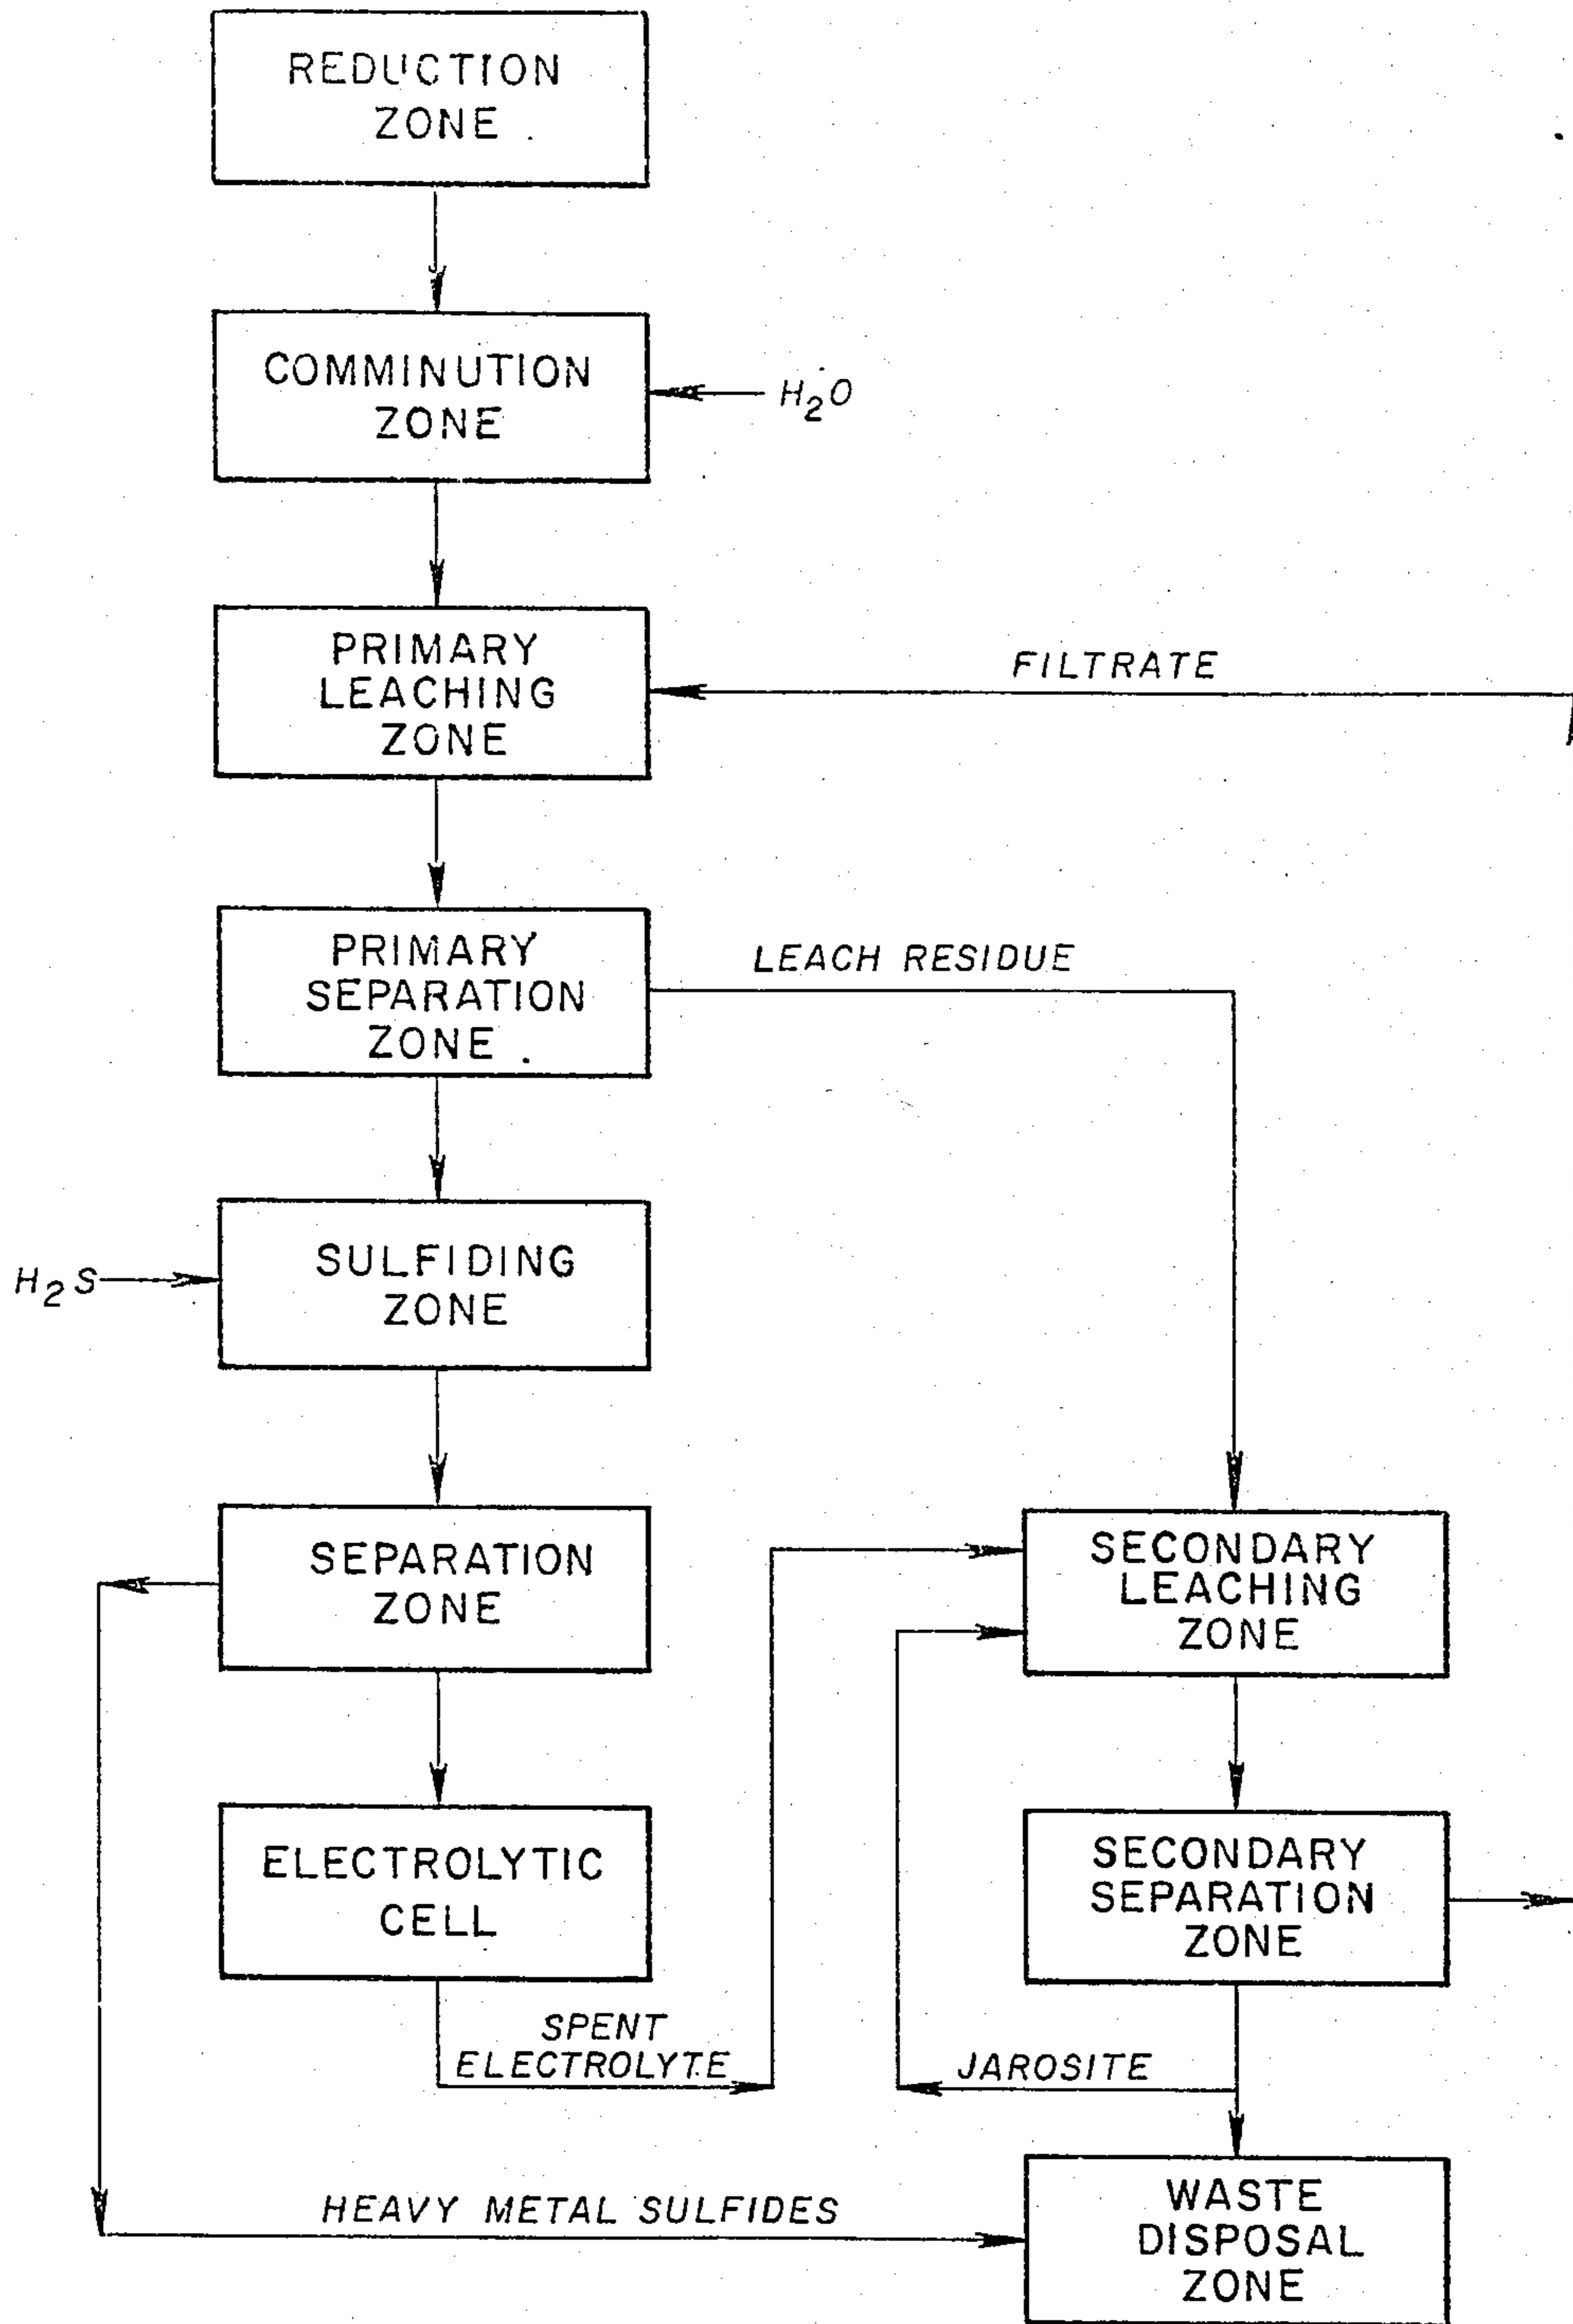 REDUCTION
ZONE
COMMINUTION
ZONE
H2O
PRIMARY
LEACHING
ZONE
FILTRATE
PRIMARY
SEPARATION
ZONE
LEACH RESIDUE
SULFIDING
ZONE
H2S
SEPARATION
ZONE
SECONDARY
LEACHING
ZONE
ELECTROLYTIC
CELL
SECONDARY
SEPARATION
ZONE
SPENT
ELECTROLYTE
JAROSITE
HEAVY METAL SULFIDES
WASTE
DISPOSAL
ZONE